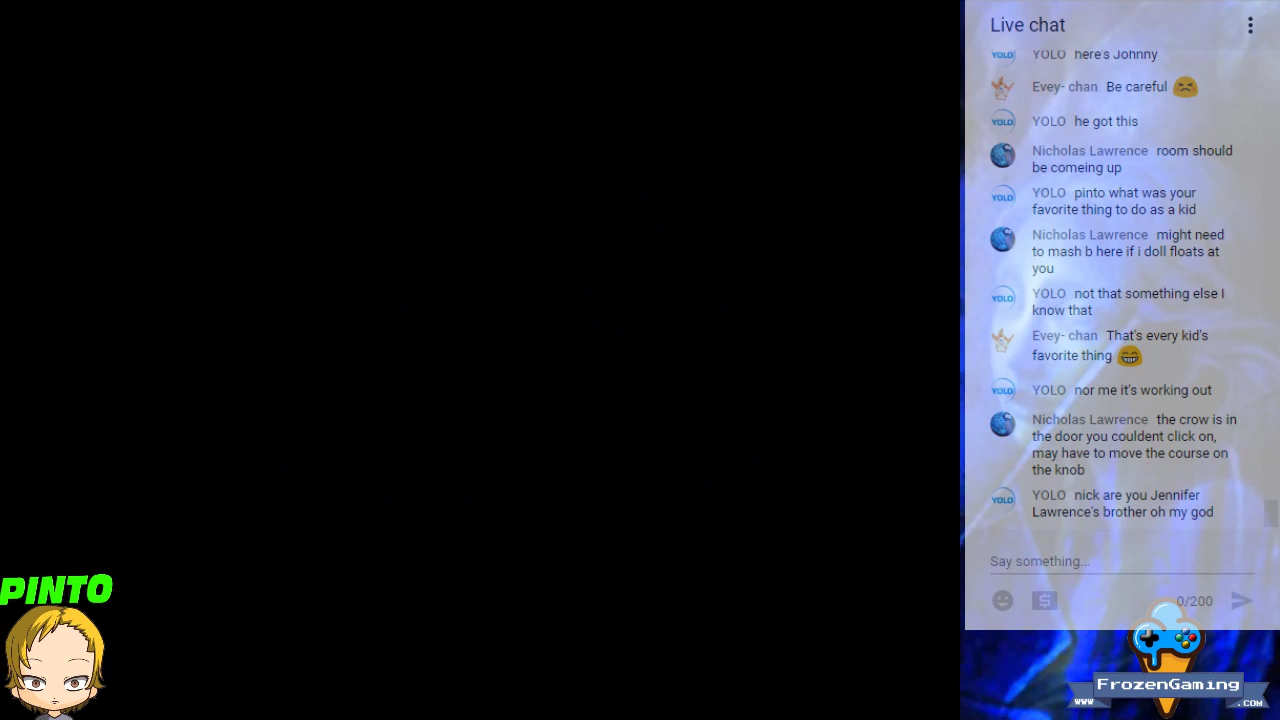 Live chat
YOLO here's Johnny
Evey- chan Be careful
YOLO he got this
Nicholas Lawrence room should
be comeing up
YOLO pinto what was your
favorite thing to do as a kid
Nicholas Lawrence might need
to mash b here if i doll floats at
you
YOLO not that something else I
know that
Evey- chan That's every kid's
favorite thing
YOLO nor me it's working out
Nicholas Lawrence the crow is in
the door you couldent click on,
may have to move the course on
the knob
YOLO nick are you Jennifer
Lawrence's brother oh my god
Say something...
0/200
PINTO
FrozenGaming
WWW .COM